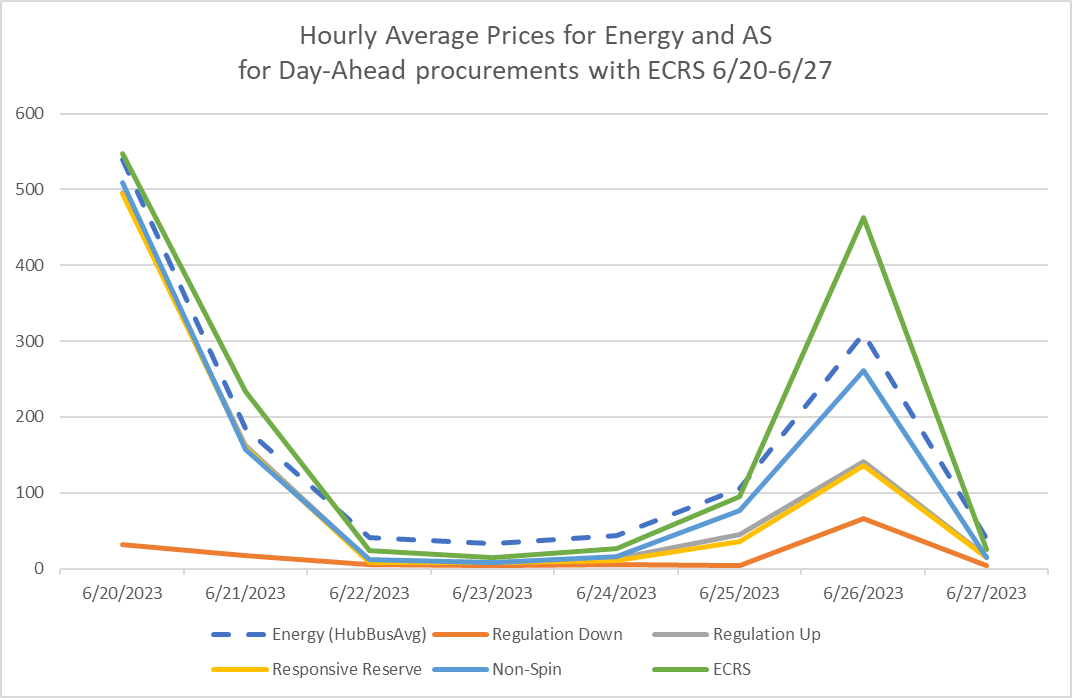 Hourly Average Prices for Energy and AS
for Day-Ahead procurements with ECRS 6/20-6/27
600
500
400
300
200
100
0
6/20/2023 6/21/2023 6/22/2023 6/23/2023 6/24/2023 6/25/2023 6/26/2023 6/27/2023
Energy (HubBusAvg) Regulation Down Regulation Up
Responsive Reserve Non-Spin ECRS